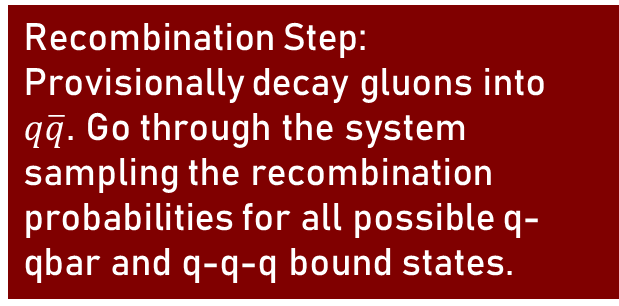 Recombination Step:
Provisionally decay gluons into
qq̄. Go through the system
sampling the recombination
probabilities for all possible q-
qbar and q-q-q bound states.